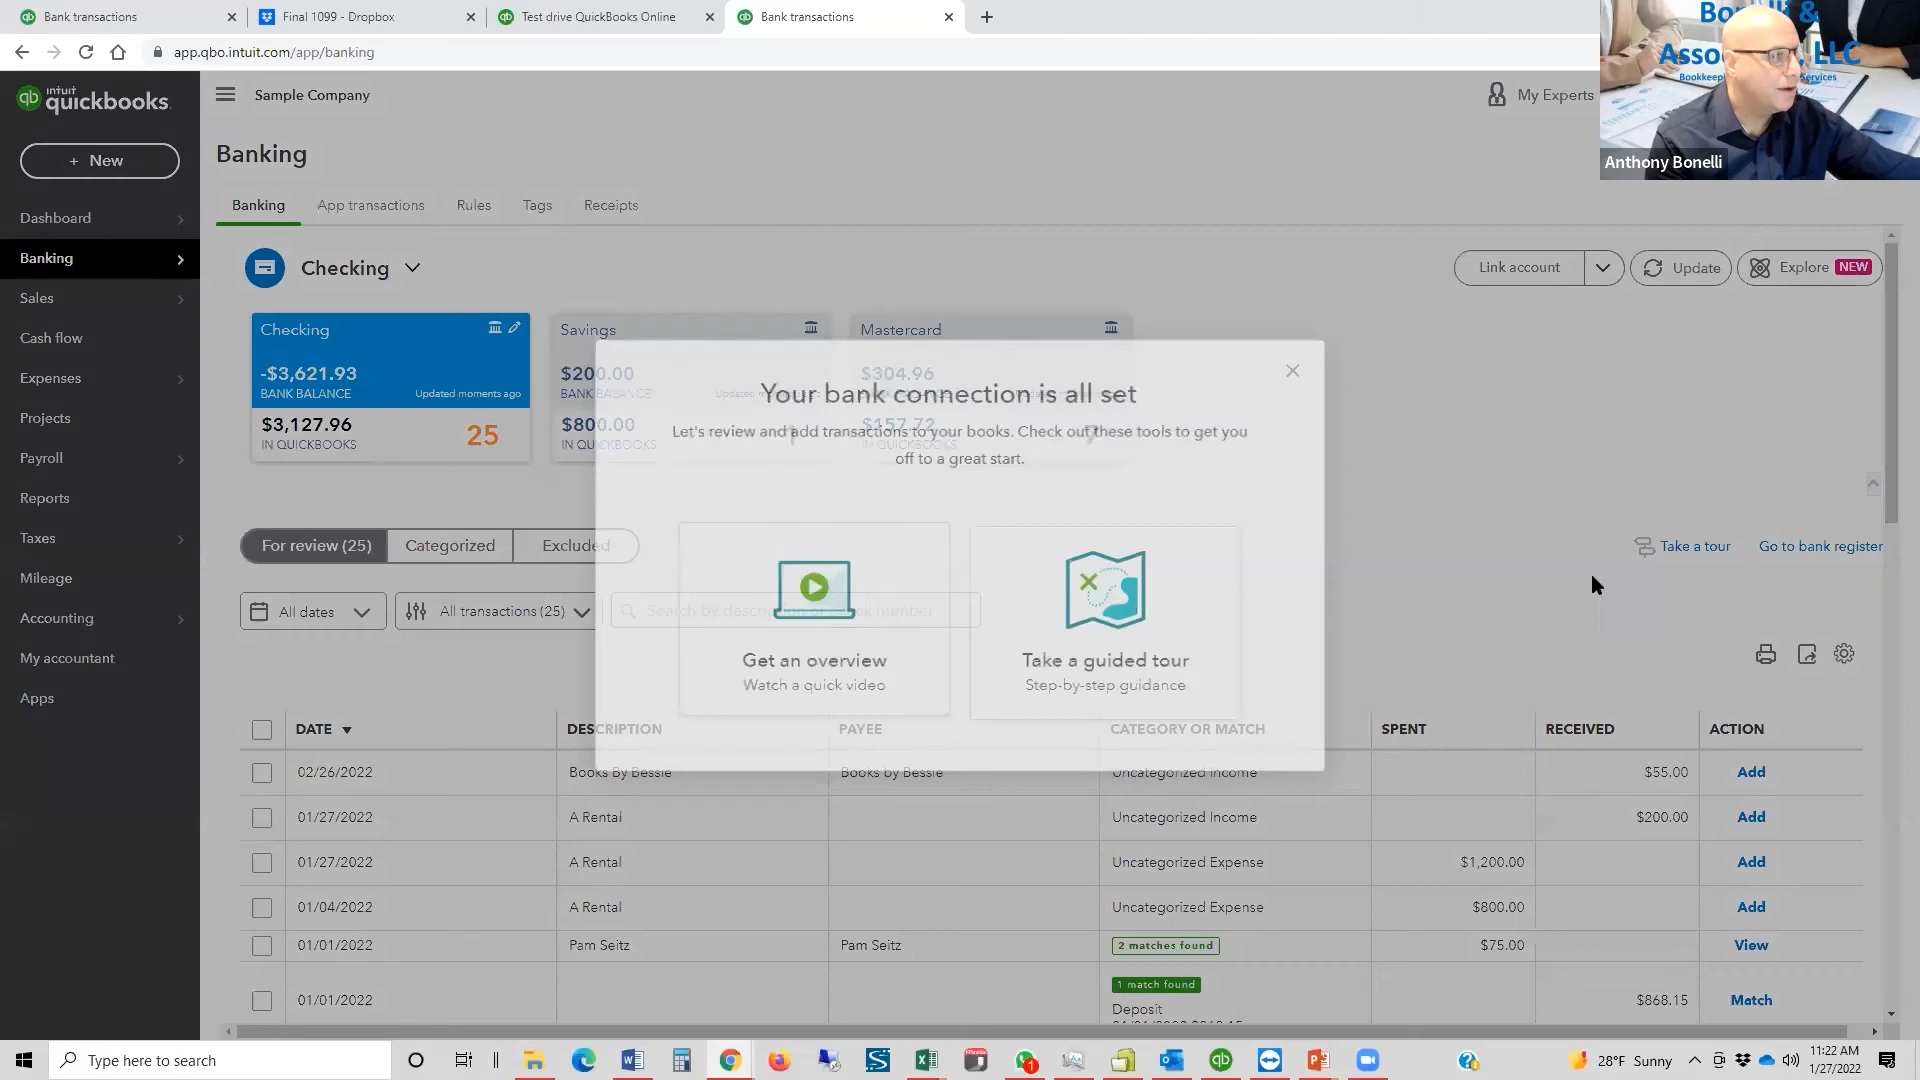 Bank transactions
Final 1099 - Dropbox
Test drive QuickBooks Online
Bank transactions
app.qbo.intuit.com/app/banking
Bonelli &
LLC
Bookkeepi
Services
Anthony Bonelli
intuit
quickbooks.
Sample Company
My Experts
+ New
Banking
Banking
App transactions
Rules
Tags
Receipts
Dashboard
Banking
Sales
Cash flow
Expenses
Projects
Payroll
Reports
Taxes
Mileage
Accounting
My accountant
Apps
Checking
Link account
Update
Explore NEW
Checking
-$3,621.93
BANK BALANCE
Updated moments ago
$3,127.96
IN QUICKBOOKS
25
Savings
$200.00
BANK BALANCE
$800.00
IN QUICKBOOKS
Mastercard
$304.96
$157.72
Your bank connection is all set
Let's review and add transactions to your books. Check out these tools to get you
off to a great start.
Get an overview
Watch a quick video
Take a guided tour
Step-by-step guidance
For review (25)
Categorized
Excluded
Take a tour
Go to bank register
All dates
All transactions (25)
Search by description or check number
DATE
DESCRIPTION
PAYEE
CATEGORY OR MATCH
SPENT
RECEIVED
ACTION
02/26/2022 Books By Bessie Books by Bessie Uncategorized Income $55.00 Add
01/27/2022 A Rental Uncategorized Income $200.00 Add
01/27/2022 A Rental Uncategorized Expense $1,200.00 Add
01/04/2022 A Rental Uncategorized Expense $800.00 Add
01/01/2022 Pam Seitz Pam Seitz 2 matches found $75.00 View
1 match found
01/01/2022 $868.15 Match
Deposit
Type here to search
28°F Sunny
11:22 AM
1/27/2022